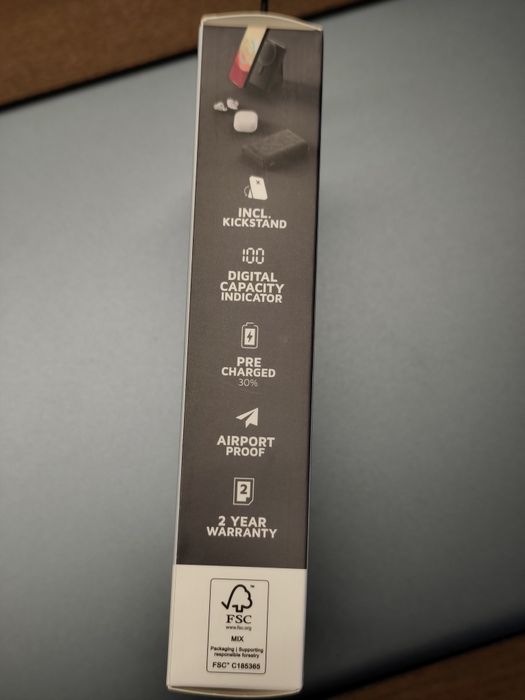 INCL.
KICKSTAND
100
DIGITAL
CAPACITY
INDICATOR
PRE
CHARGED
30%
AIRPORT
PROOF
2
2 YEAR
WARRANTY
FSC
www.fsc.org
MIX
Packaging | Supporting
responsible forestry
FSC® C185365